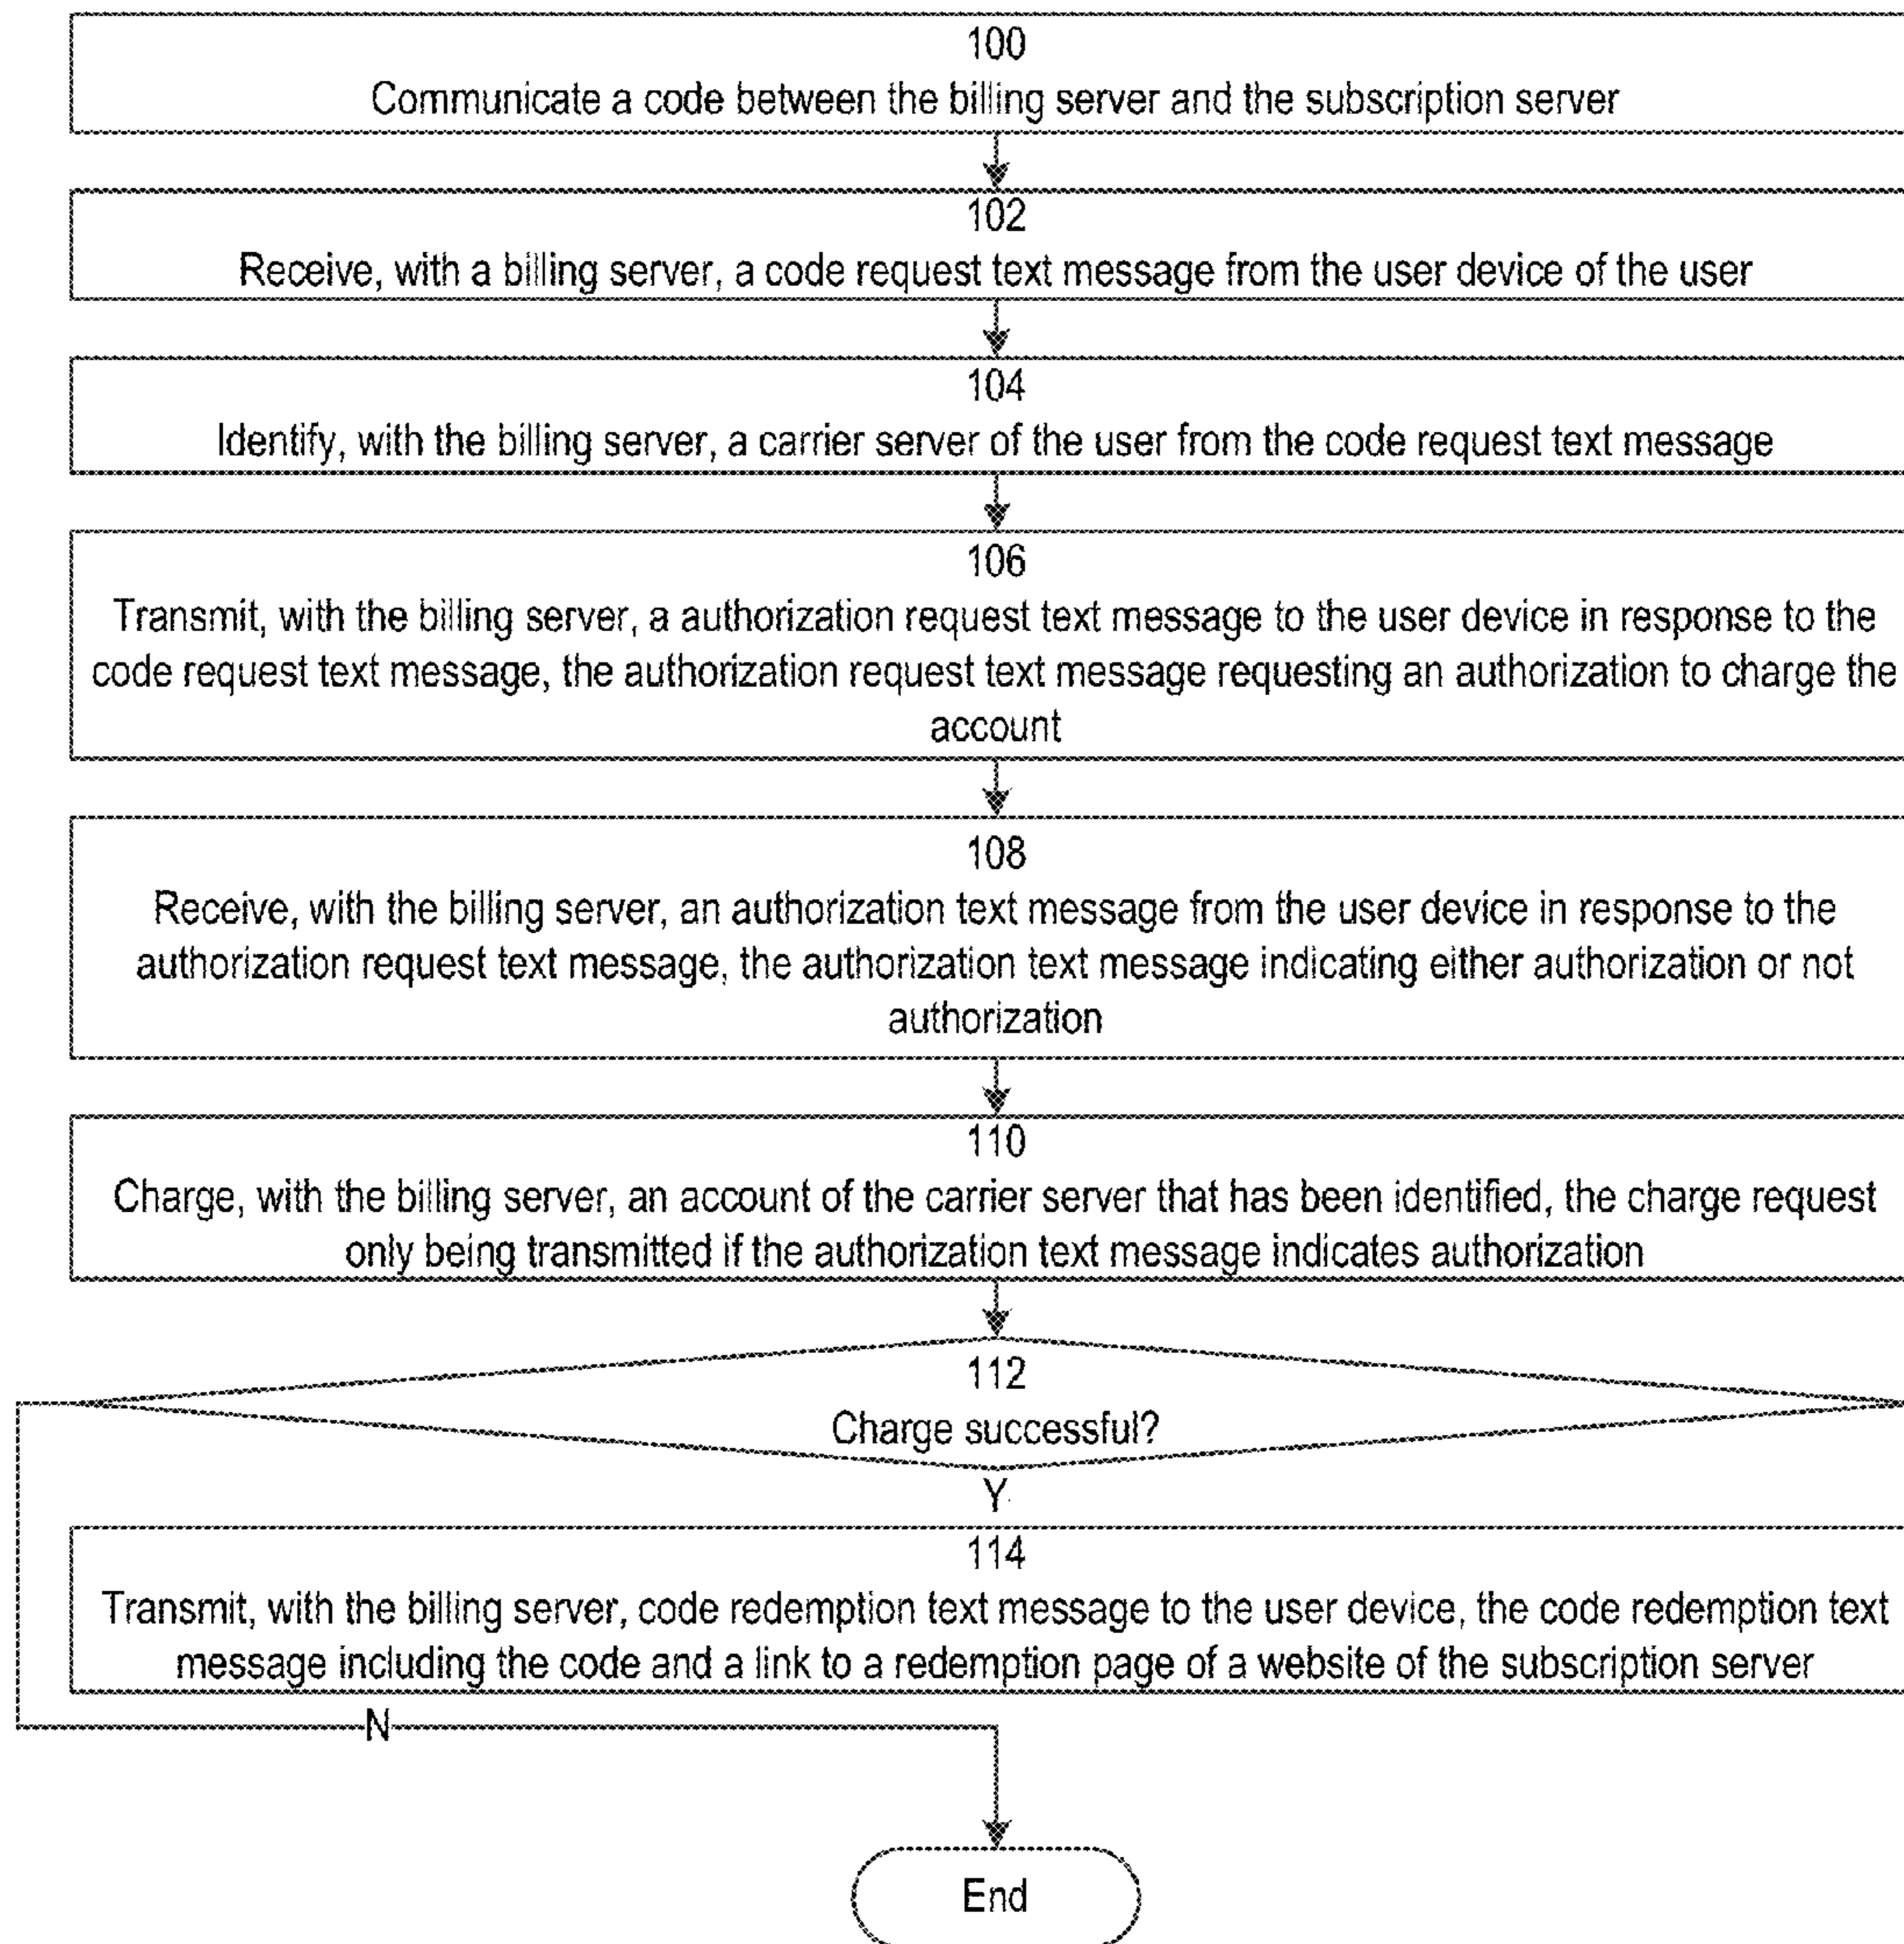 100
Communicate a code between the billing server and the subscription server
102
Receive, with a billing server, a code request text message from the user device of the user
104
Identify, with the billing server, a carrier server of the user from the code request text message
106
Transmit, with the billing server, a authorization request text message to the user device in response to the
code request text message, the authorization request text message requesting an authorization to charge the
account
108
Receive, with the billing server, an authorization text message from the user device in response to the
authorization request text message, the authorization text message indicating either authorization or not
authorization
110
Charge, with the billing server, an account of the carrier server that has been identified, the charge request
only being transmitted if the authorization text message indicates authorization
112
Charge successful?
Y
114
Transmit, with the billing server, code redemption text message to the user device, the code redemption text
message including the code and a link to a redemption page of a website of the subscription server
N
End